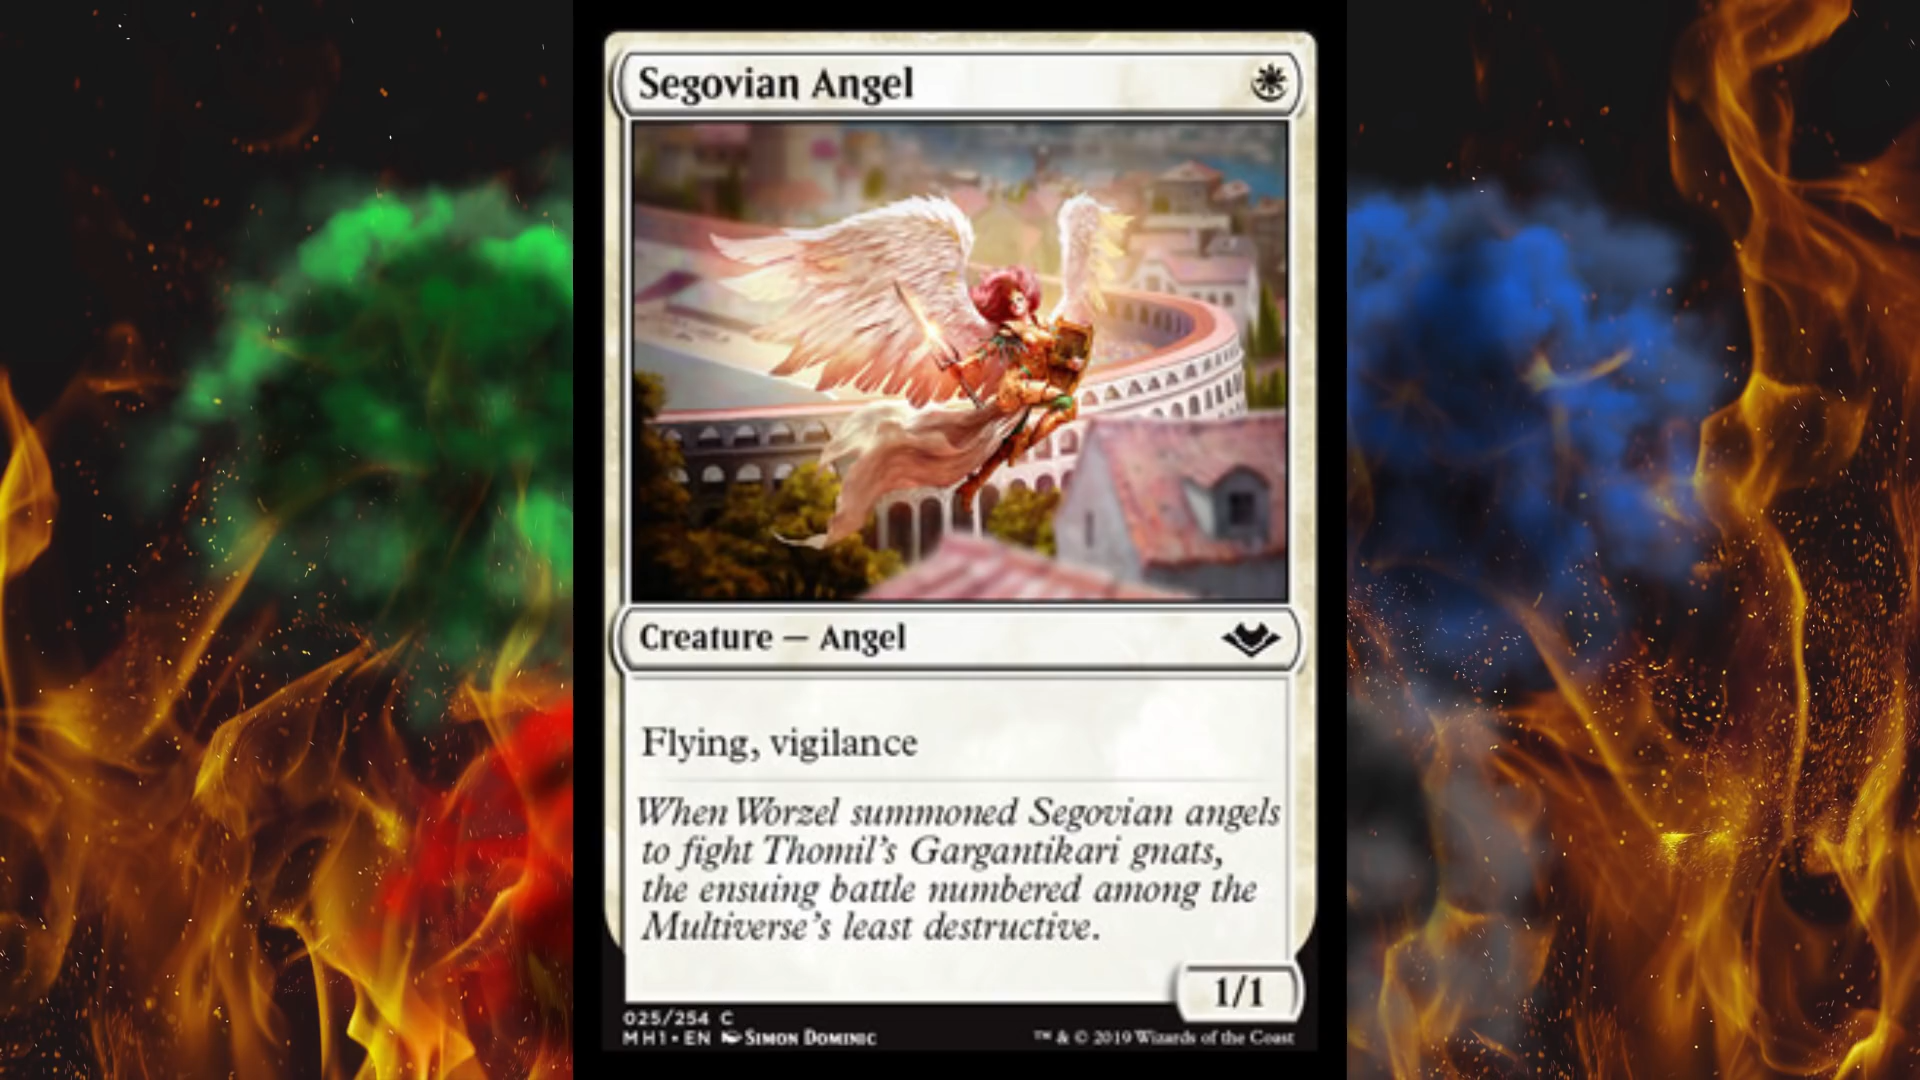 Segovian Angel
Creature — Angel
Flying, vigilance
When Worzel summoned Segovian angels
to fight Thomil's Gargantikari gnats,
the ensuing battle numbered among the
Multiverse's least destructive.
1/1
025/254 C
MH1 • EN SIMON DOMINIC
™ & © 2019 Wizards of the Coast